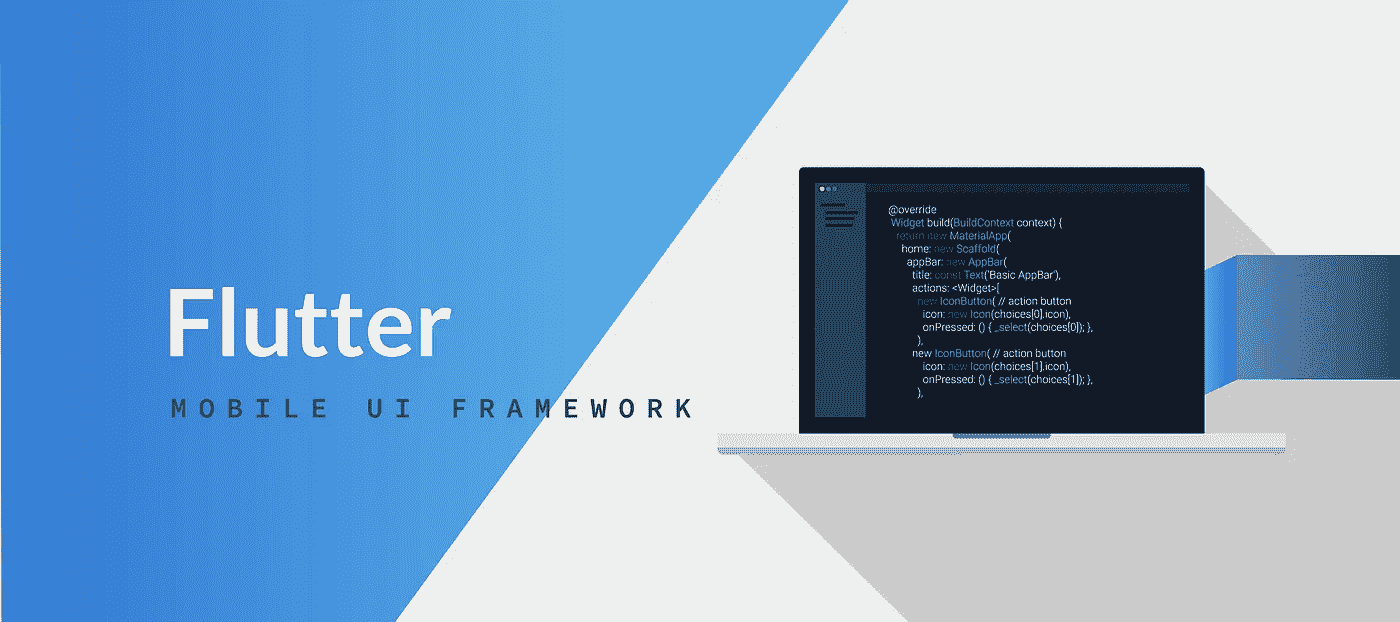 Flutter
MOBILE UI FRAMEWORK
@override
Widget build(BuildContext context) {
return new MaterialApp(
home: new Scaffold(
appBar: new AppBar(
title: const Text('Basic AppBar'),
actions: <Widget>[
new IconButton( // action button
icon: new Icon(choices[0].icon),
onPressed: () { _select(choices[0]); },
),
new IconButton( // action button
icon: new Icon(choices[1].icon),
onPressed: () { _select(choices[1]); },
),